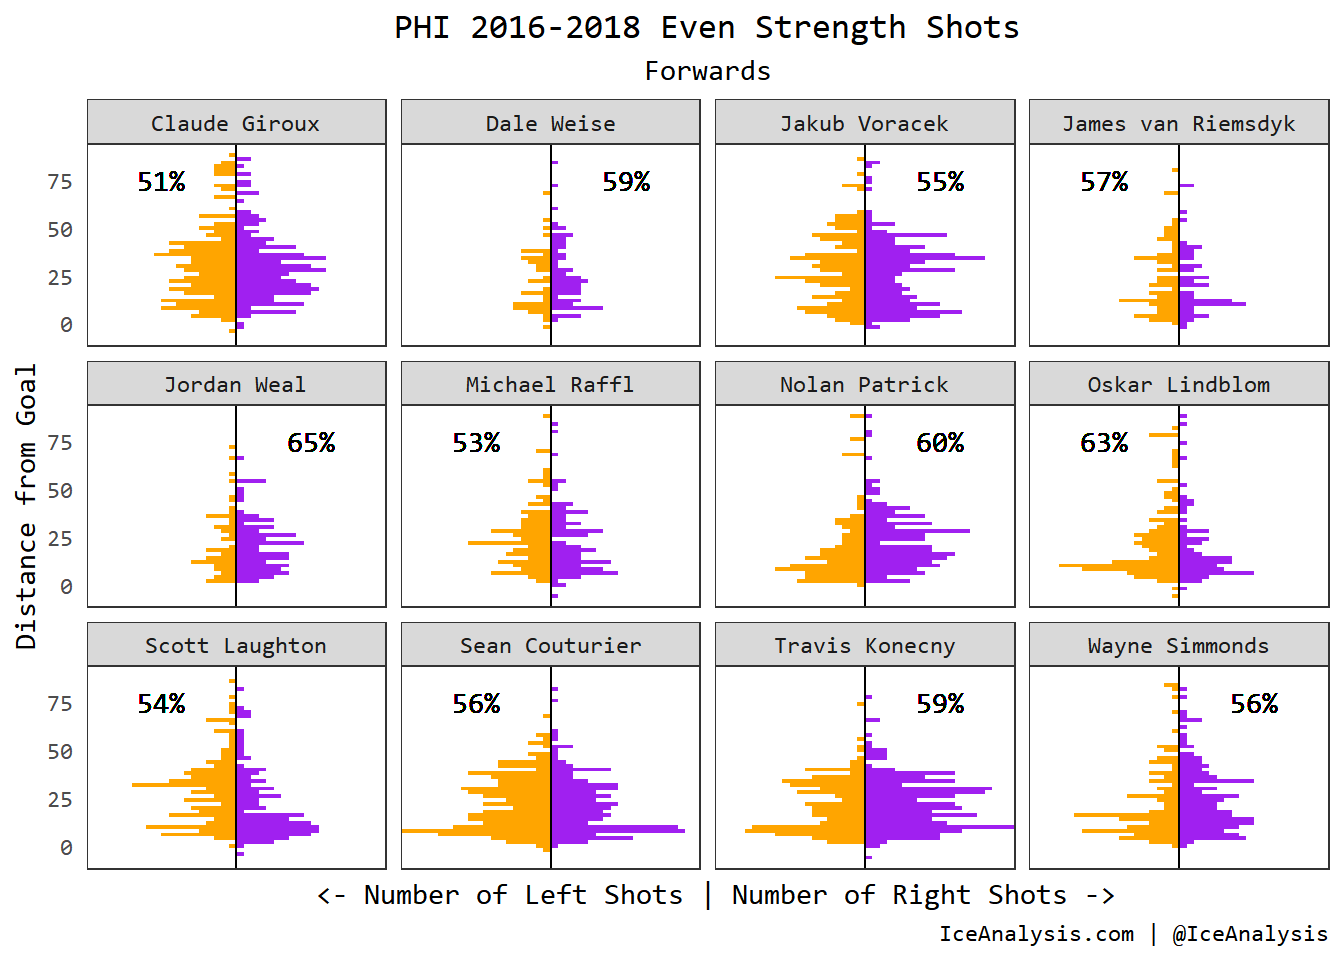 PHI 2016-2018 Even Strength Shots
Forwards
Claude Giroux
Dale Weise
Jakub Voracek
James van Riemsdyk
75
50
25
0
51%
59%
55%
57%
Distance from Goal
Jordan Weal
Michael Raffl
Nolan Patrick
Oskar Lindblom
75
50
25
0
65%
53%
60%
63%
Scott Laughton
Sean Couturier
Travis Konecny
Wayne Simmonds
75
50
25
0
54%
56%
59%
56%
<- Number of Left Shots | Number of Right Shots ->
IceAnalysis.com | @IceAnalysis